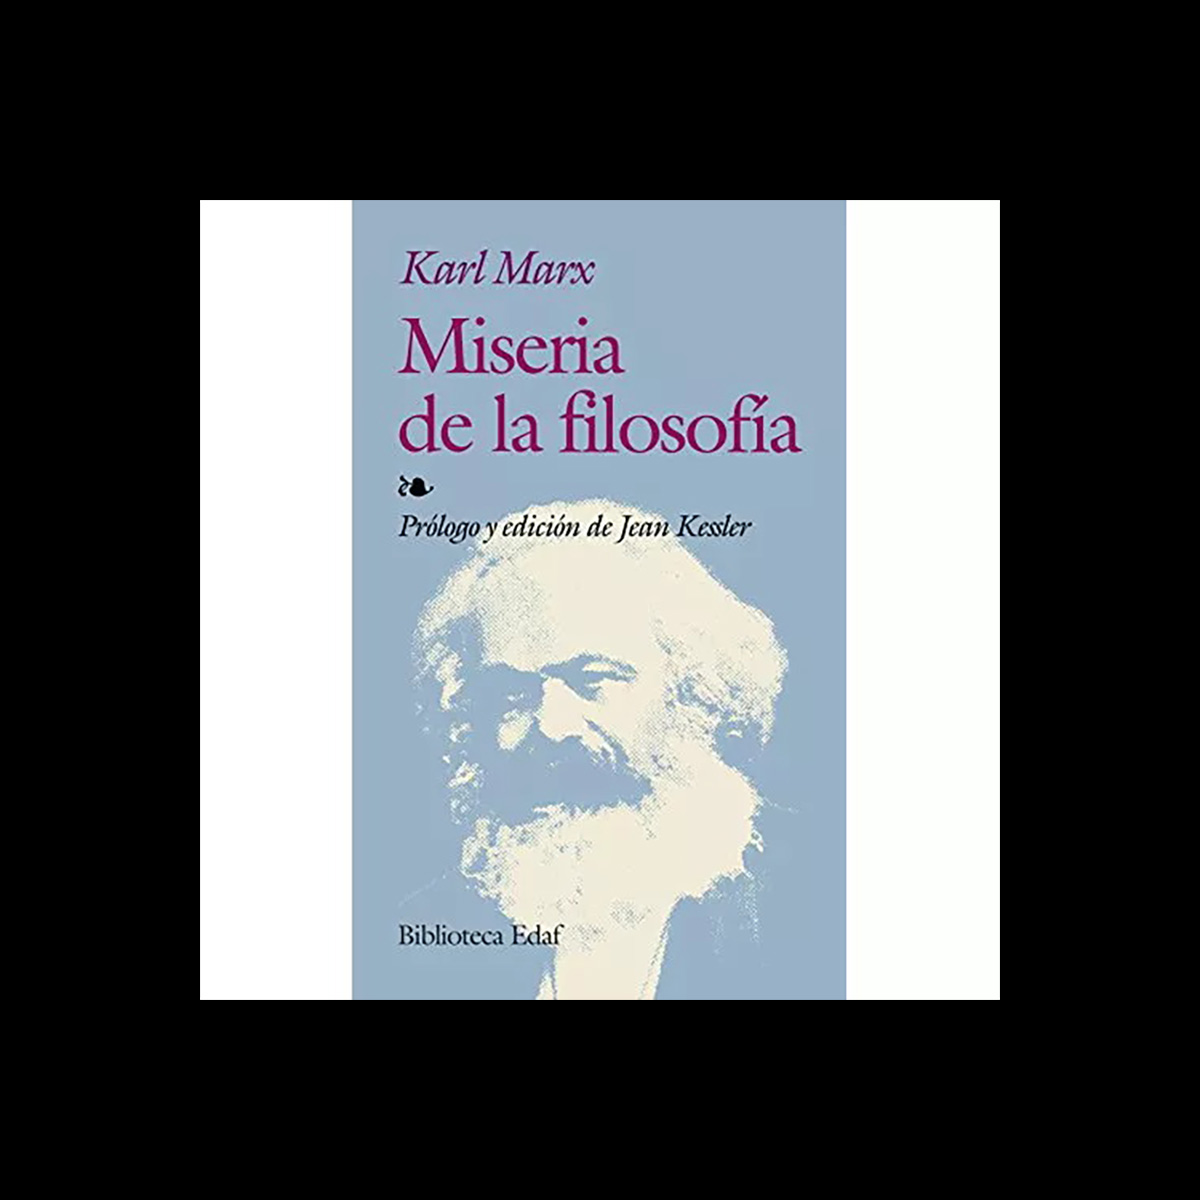 Karl Marx
Miseria
de la filosofía
Prólogo y edición de Jean Kessler
Biblioteca Edaf